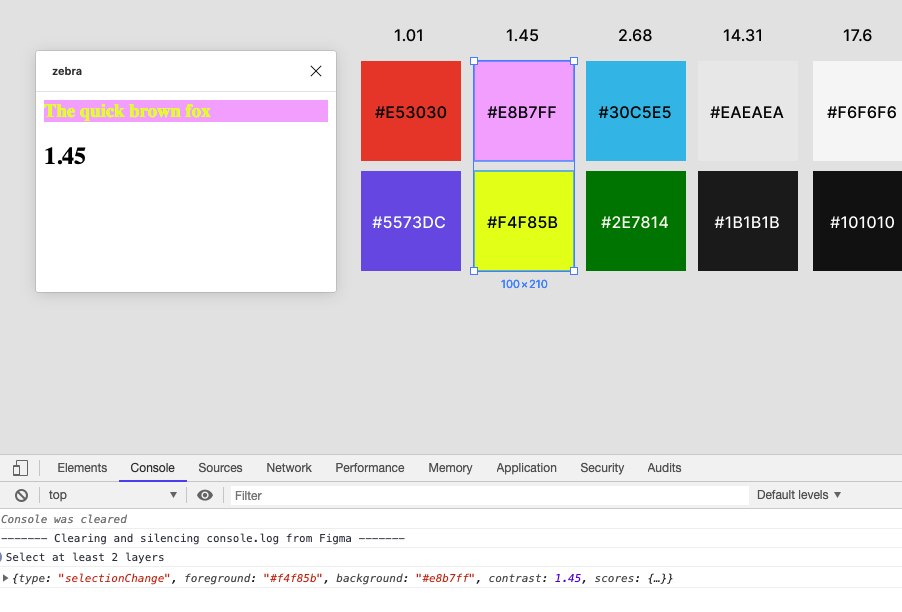 1.01 1.45 2.68 14.31 17.6
zebra
The quick brown fox
1.45
#E53030 #E8B7FF #30C5E5 #EAEAEA #F6F6F6
#5573DC #F4F85B #2E7814 #1B1B1B #101010
100×210
Elements Console Sources Network Performance Memory Application Security Audits
top Filter Default levels
Console was cleared
------- Clearing and silencing console.log from Figma -------
Select at least 2 layers
{type: "selectionChange", foreground: "#f4f85b", background: "#e8b7ff", contrast: 1.45, scores: {…}}